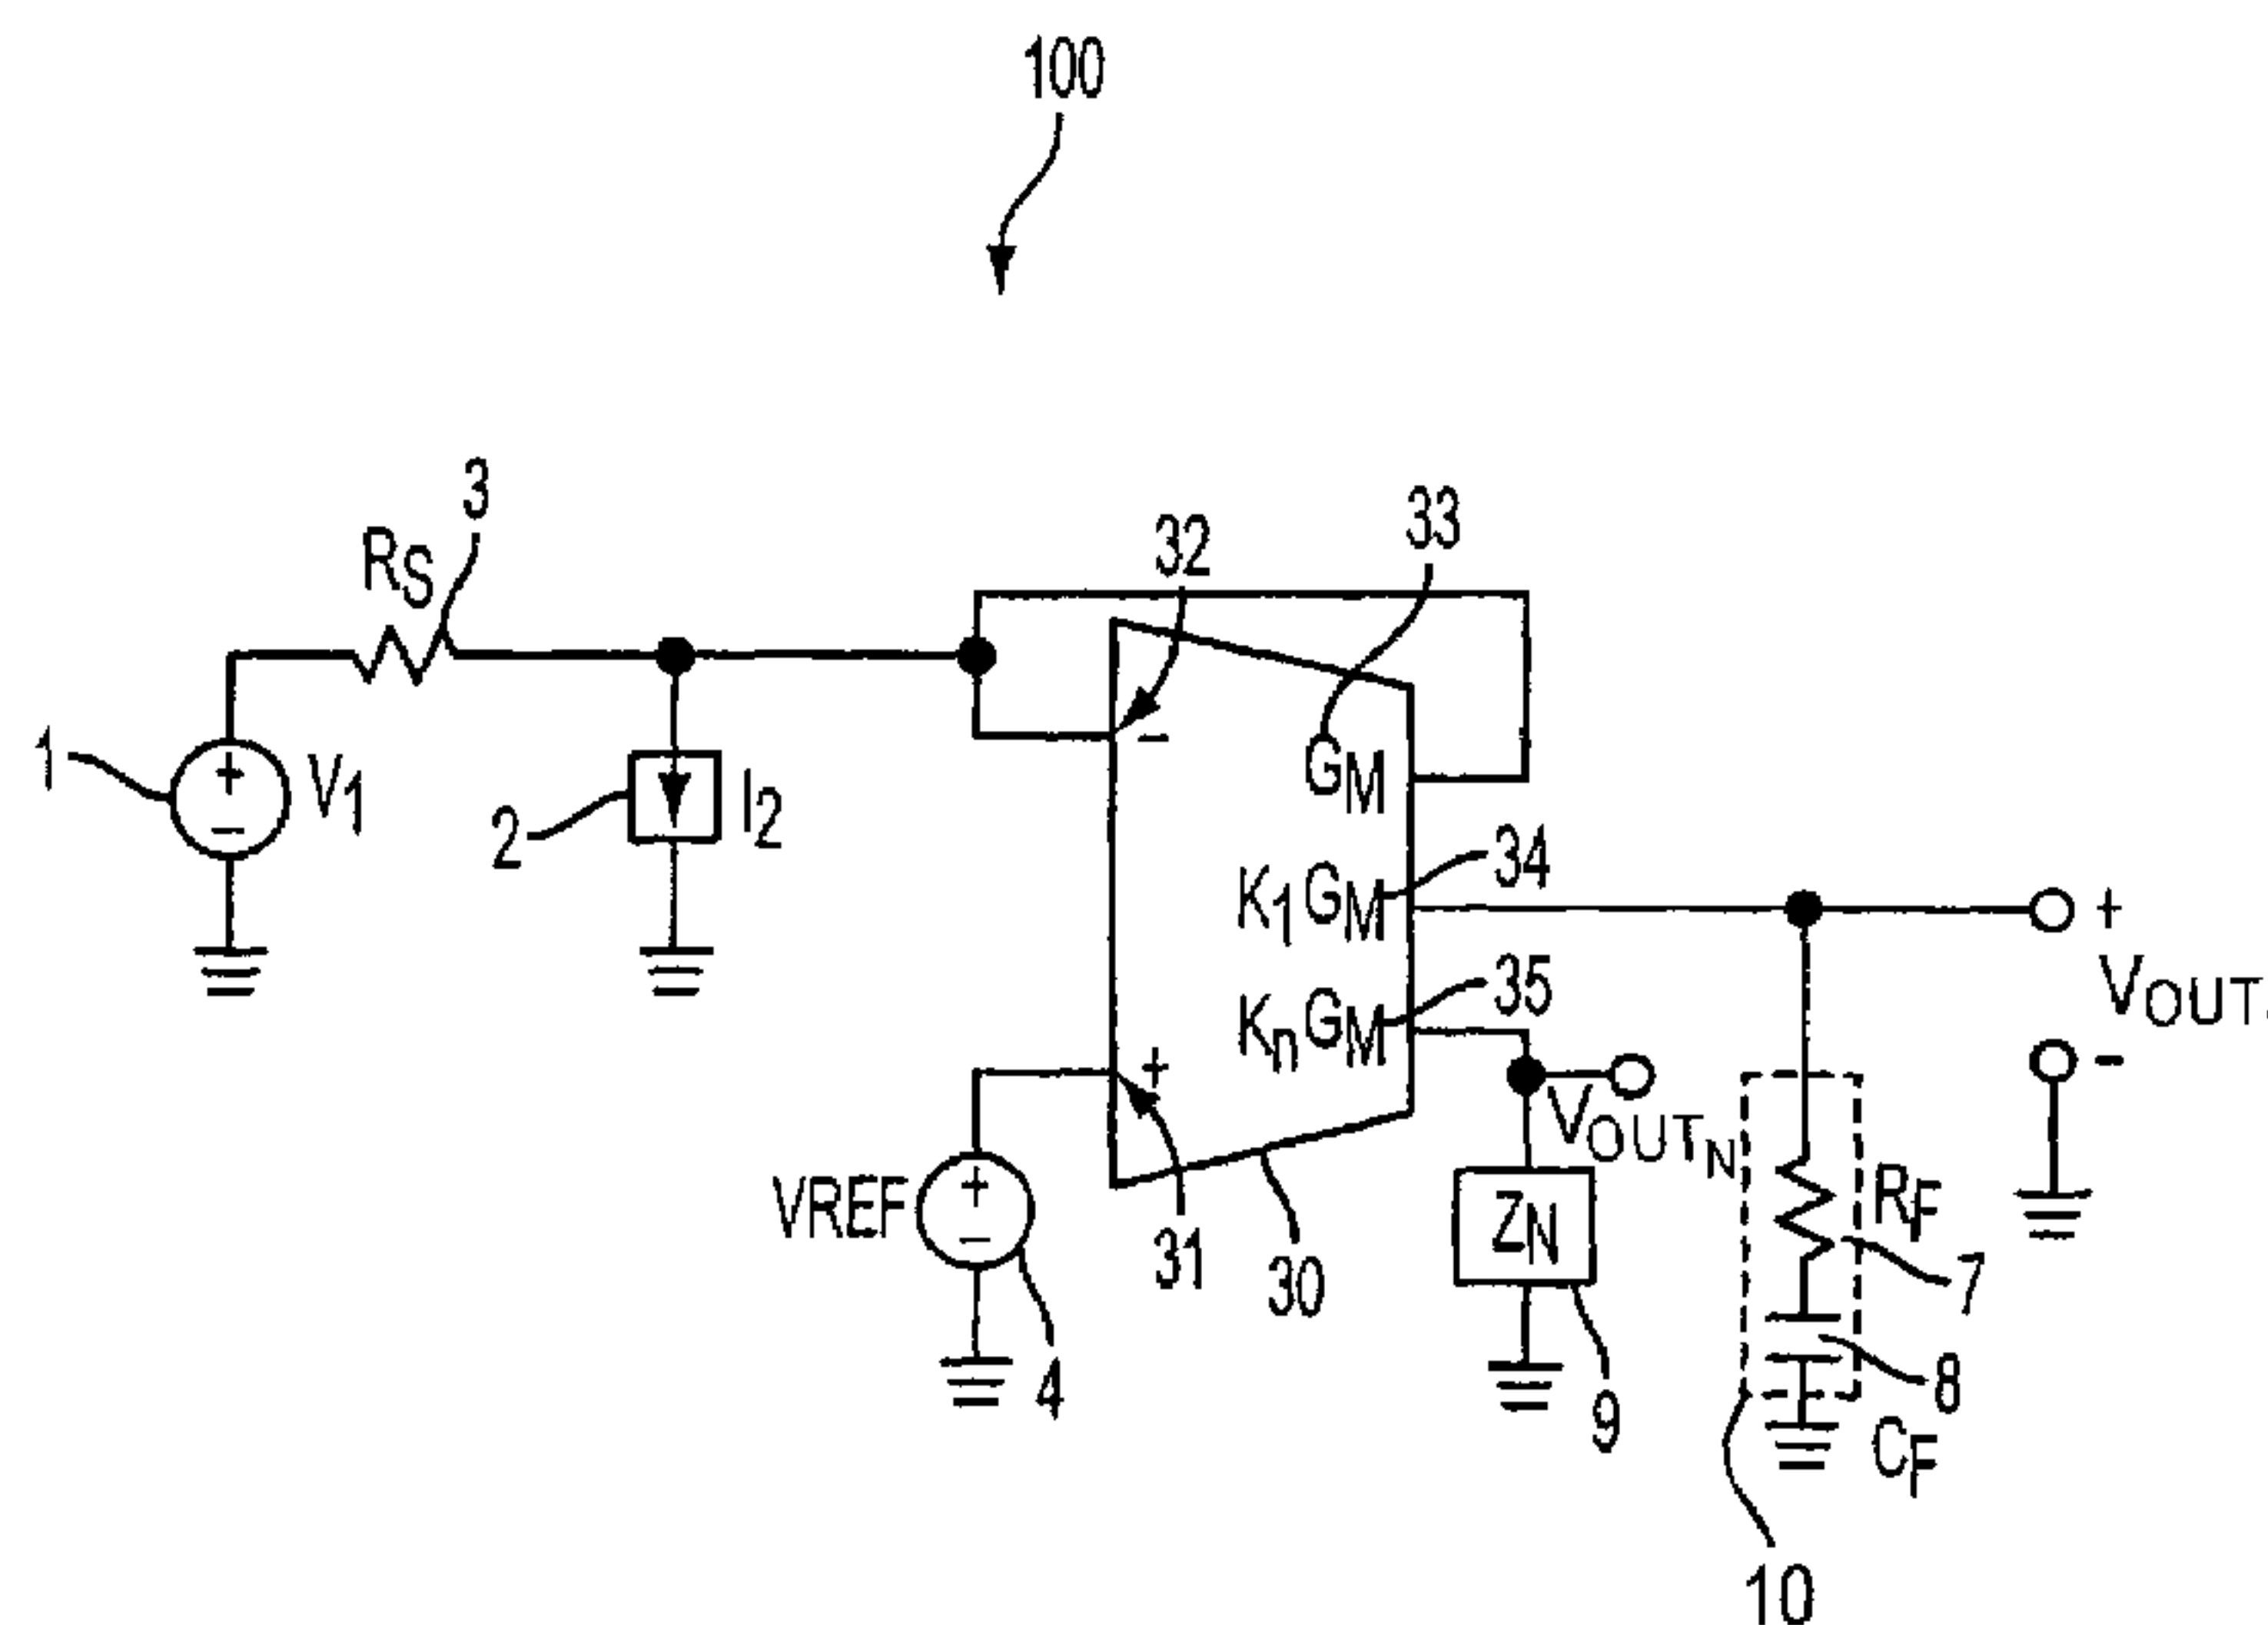 100
3
RS
32
33
1
+
−
V1
2
I2
−
GM
34
K1GM
+
VOUT
−
35
KnGM
+
VOUTN
VREF
+
−
31
30
4
ZN
9
RF
7
8
CF
10